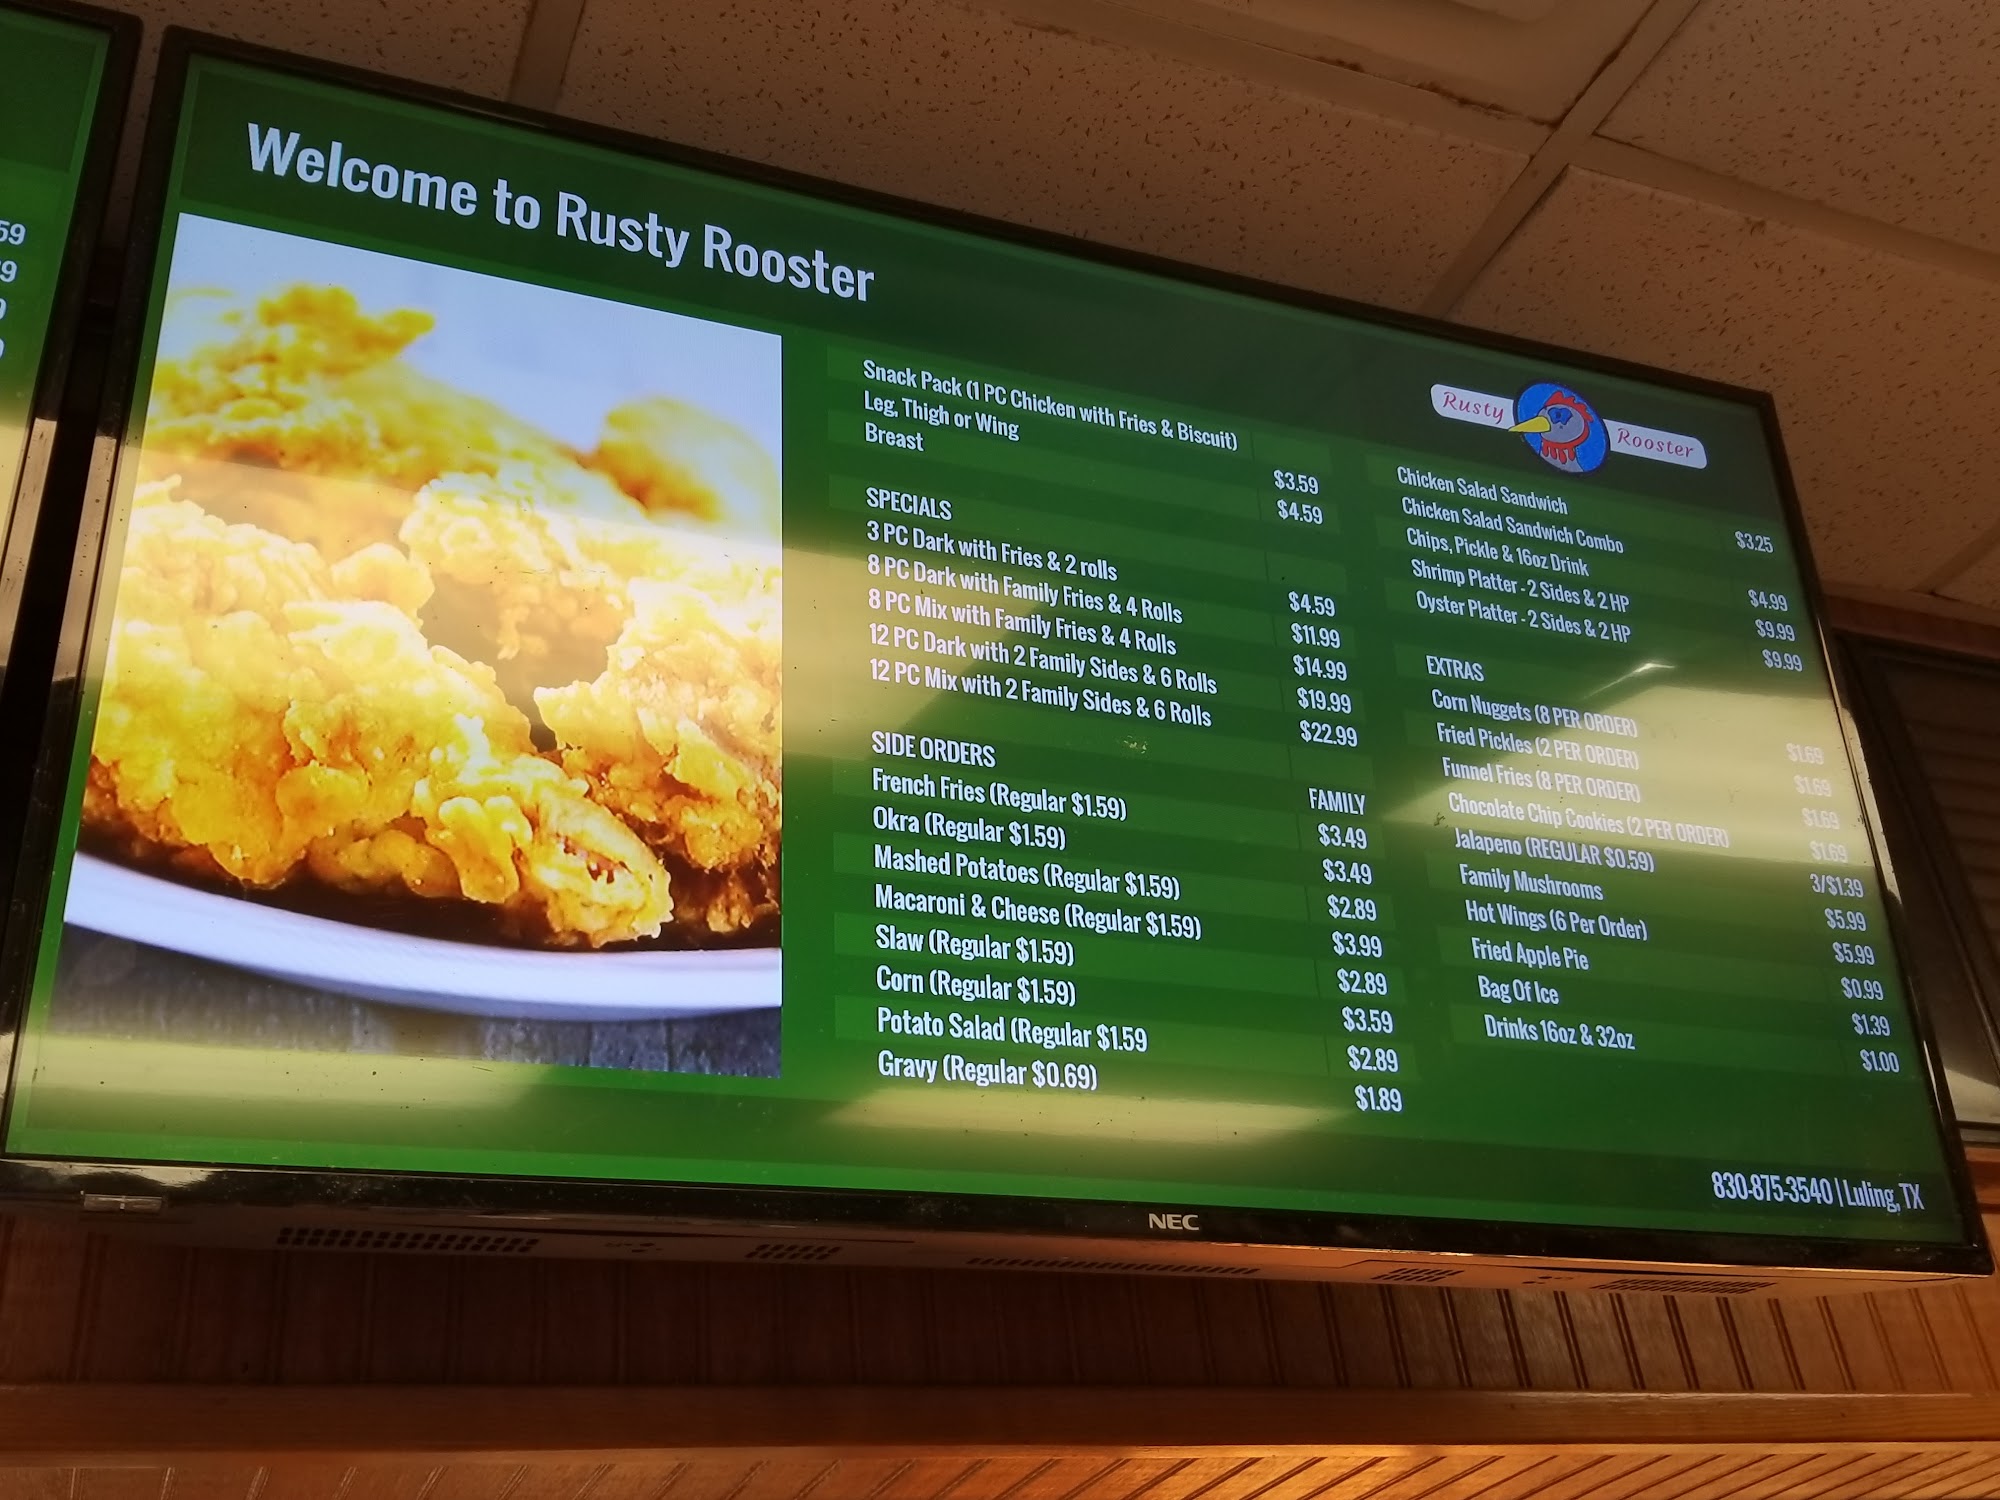 59
9
Welcome to Rusty Rooster
Rusty Rooster
Snack Pack (1 PC Chicken with Fries & Biscuit)
Leg, Thigh or Wing $3.59
Breast $4.59
SPECIALS
3 PC Dark with Fries & 2 rolls $4.59
8 PC Dark with Family Fries & 4 Rolls $11.99
8 PC Mix with Family Fries & 4 Rolls $14.99
12 PC Dark with 2 Family Sides & 6 Rolls $19.99
12 PC Mix with 2 Family Sides & 6 Rolls $22.99
SIDE ORDERS FAMILY
French Fries (Regular $1.59) $3.49
Okra (Regular $1.59) $3.49
Mashed Potatoes (Regular $1.59) $2.89
Macaroni & Cheese (Regular $1.59) $3.99
Slaw (Regular $1.59) $2.89
Corn (Regular $1.59) $3.59
Potato Salad (Regular $1.59 $2.89
Gravy (Regular $0.69) $1.89
Chicken Salad Sandwich $3.25
Chicken Salad Sandwich Combo
Chips, Pickle & 16oz Drink $4.99
Shrimp Platter - 2 Sides & 2 HP $9.99
Oyster Platter - 2 Sides & 2 HP $9.99
EXTRAS
Corn Nuggets (8 PER ORDER) $1.69
Fried Pickles (2 PER ORDER) $1.69
Funnel Fries (8 PER ORDER) $1.69
Chocolate Chip Cookies (2 PER ORDER) $1.69
Jalapeno (REGULAR $0.59) 3/$1.39
Family Mushrooms $5.99
Hot Wings (6 Per Order) $5.99
Fried Apple Pie $0.99
Bag Of Ice $1.39
Drinks 16oz & 32oz $1.00
830-875-3540 | Luling, TX
NEC